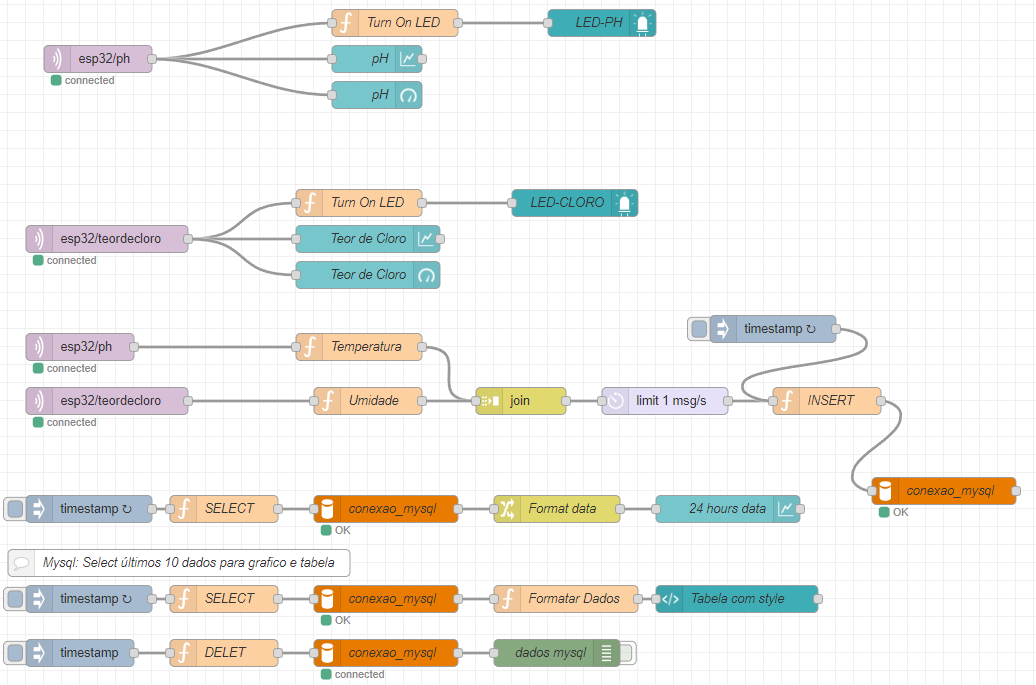 Turn On LED
LED-PH
esp32/ph
connected
pH
pH
Turn On LED
LED-CLORO
esp32/teordecloro
connected
Teor de Cloro
Teor de Cloro
timestamp ↻
esp32/ph
connected
Temperatura
esp32/teordecloro
connected
Umidade
join
limit 1 msg/s
INSERT
conexao_mysql
OK
timestamp ↻
SELECT
conexao_mysql
OK
Format data
24 hours data
Mysql: Select últimos 10 dados para grafico e tabela
timestamp ↻
SELECT
conexao_mysql
OK
Formatar Dados
</> Tabela com style
timestamp
DELET
conexao_mysql
connected
dados mysql